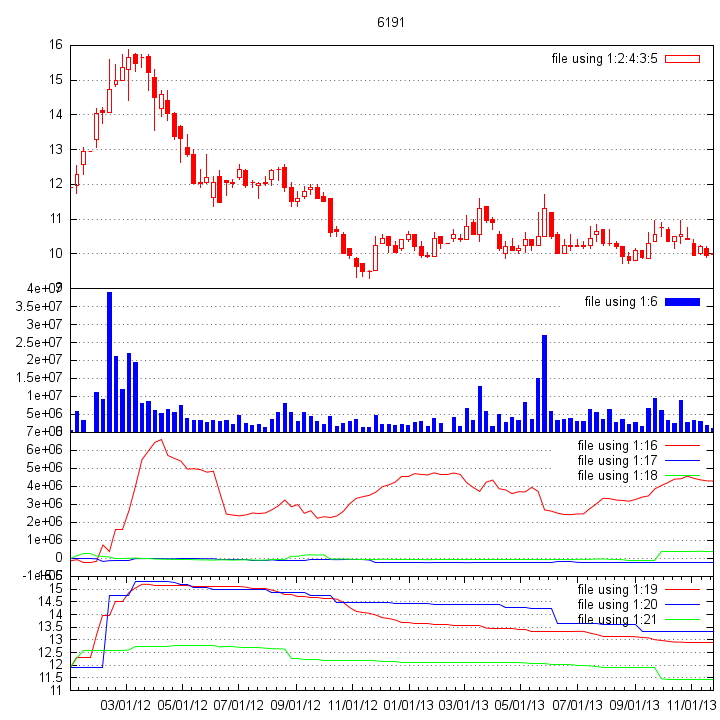 6191
16
file using 1:2:4:3:5
15
14
13
12
11
10
9
4e+07
3.5e+07
file using 1:6
3e+07
2.5e+07
2e+07
1.5e+07
1e+07
5e+06
7e+06
6e+06
file using 1:16
5e+06
file using 1:17
4e+06
file using 1:18
3e+06
2e+06
1e+06
0
-1e+06
15
file using 1:19
14.5
file using 1:20
14
file using 1:21
13.5
13
12.5
12
11.5
11
03/01/12 05/01/12 07/01/12 09/01/12 11/01/12 01/01/13 03/01/13 05/01/13 07/01/13 09/01/13 11/01/13